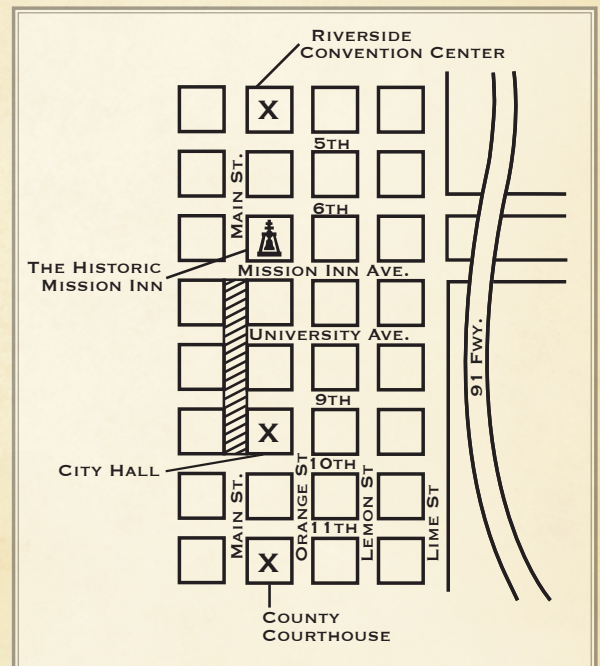 RIVERSIDE
CONVENTION CENTER
X
5TH
MAIN ST.
6TH
THE HISTORIC
MISSION INN
MISSION INN AVE.
UNIVERSITY AVE.
91 FWY.
9TH
X
CITY HALL
10TH
MAIN ST.
ORANGE ST
LEMON ST
LIME ST
11TH
X
COUNTY
COURTHOUSE